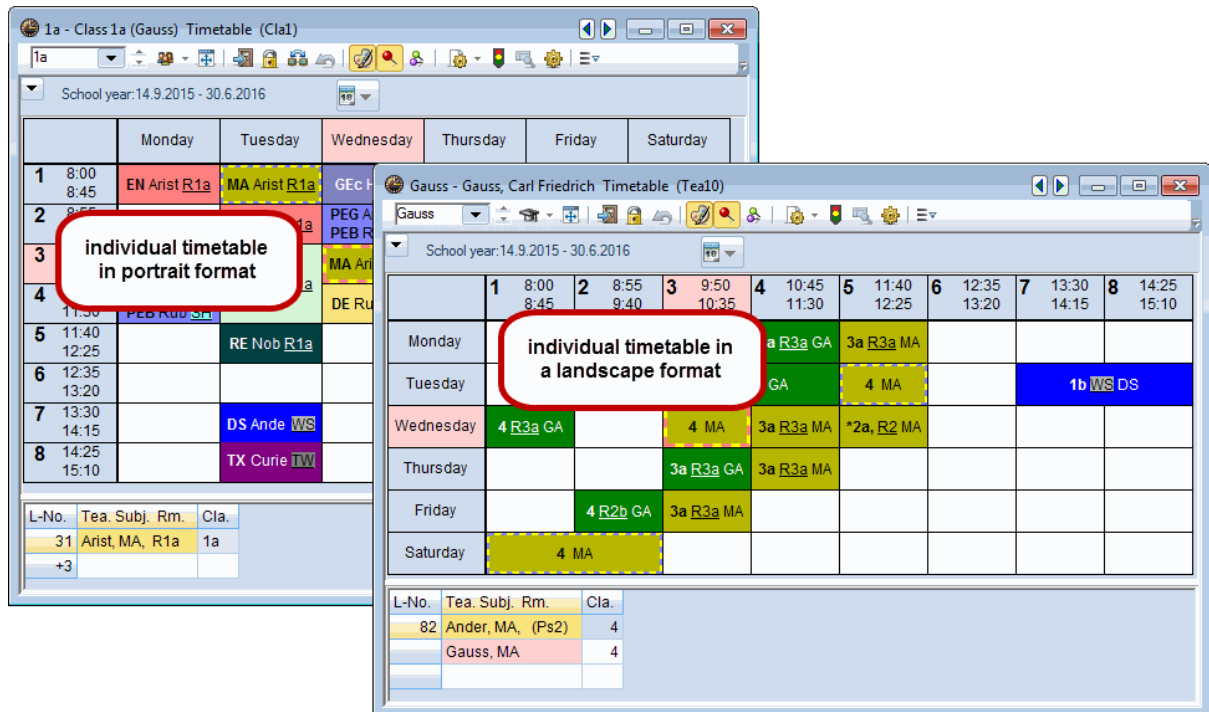 1a - Class 1a (Gauss) Timetable (Cla1)
1a
School year:14.9.2015 - 30.6.2016
Monday Tuesday Wednesday Thursday Friday Saturday
1 8:00 8:45 EN Arist R1a MA Arist R1a GEc
2
PEG
PEB
3 MA Ari
4 11:30 PEB Rub SH DE Ru
5 11:40 12:25 RE Nob R1a
6 12:35 13:20
7 13:30 14:15 DS Ande WS
8 14:25 15:10 TX Curie TW
individual timetable
in portrait format
L-No. Tea. Subj. Rm. Cla.
31 Arist, MA, R1a 1a
+3
Gauss - Gauss, Carl Friedrich Timetable (Tea10)
Gauss
School year:14.9.2015 - 30.6.2016
1 8:00 2 8:55 3 9:50 4 10:45 5 11:40 6 12:35 7 13:30 8 14:25
8:45 9:40 10:35 11:30 12:25 13:20 14:15 15:10
Monday a R3a GA 3a R3a MA
Tuesday GA 4 MA 1b WS DS
Wednesday 4 R3a GA 4 MA 3a R3a MA *2a, R2 MA
Thursday 3a R3a GA 3a R3a MA
Friday 4 R2b GA 3a R3a MA
Saturday 4 MA
individual timetable in
a landscape format
L-No. Tea. Subj. Rm. Cla.
82 Ander, MA, (Ps2) 4
Gauss, MA 4